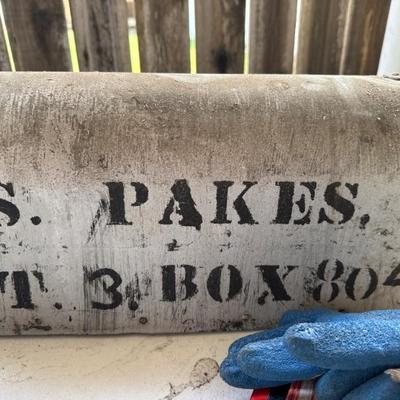 S. PAKES,
T. 3. BOX 804